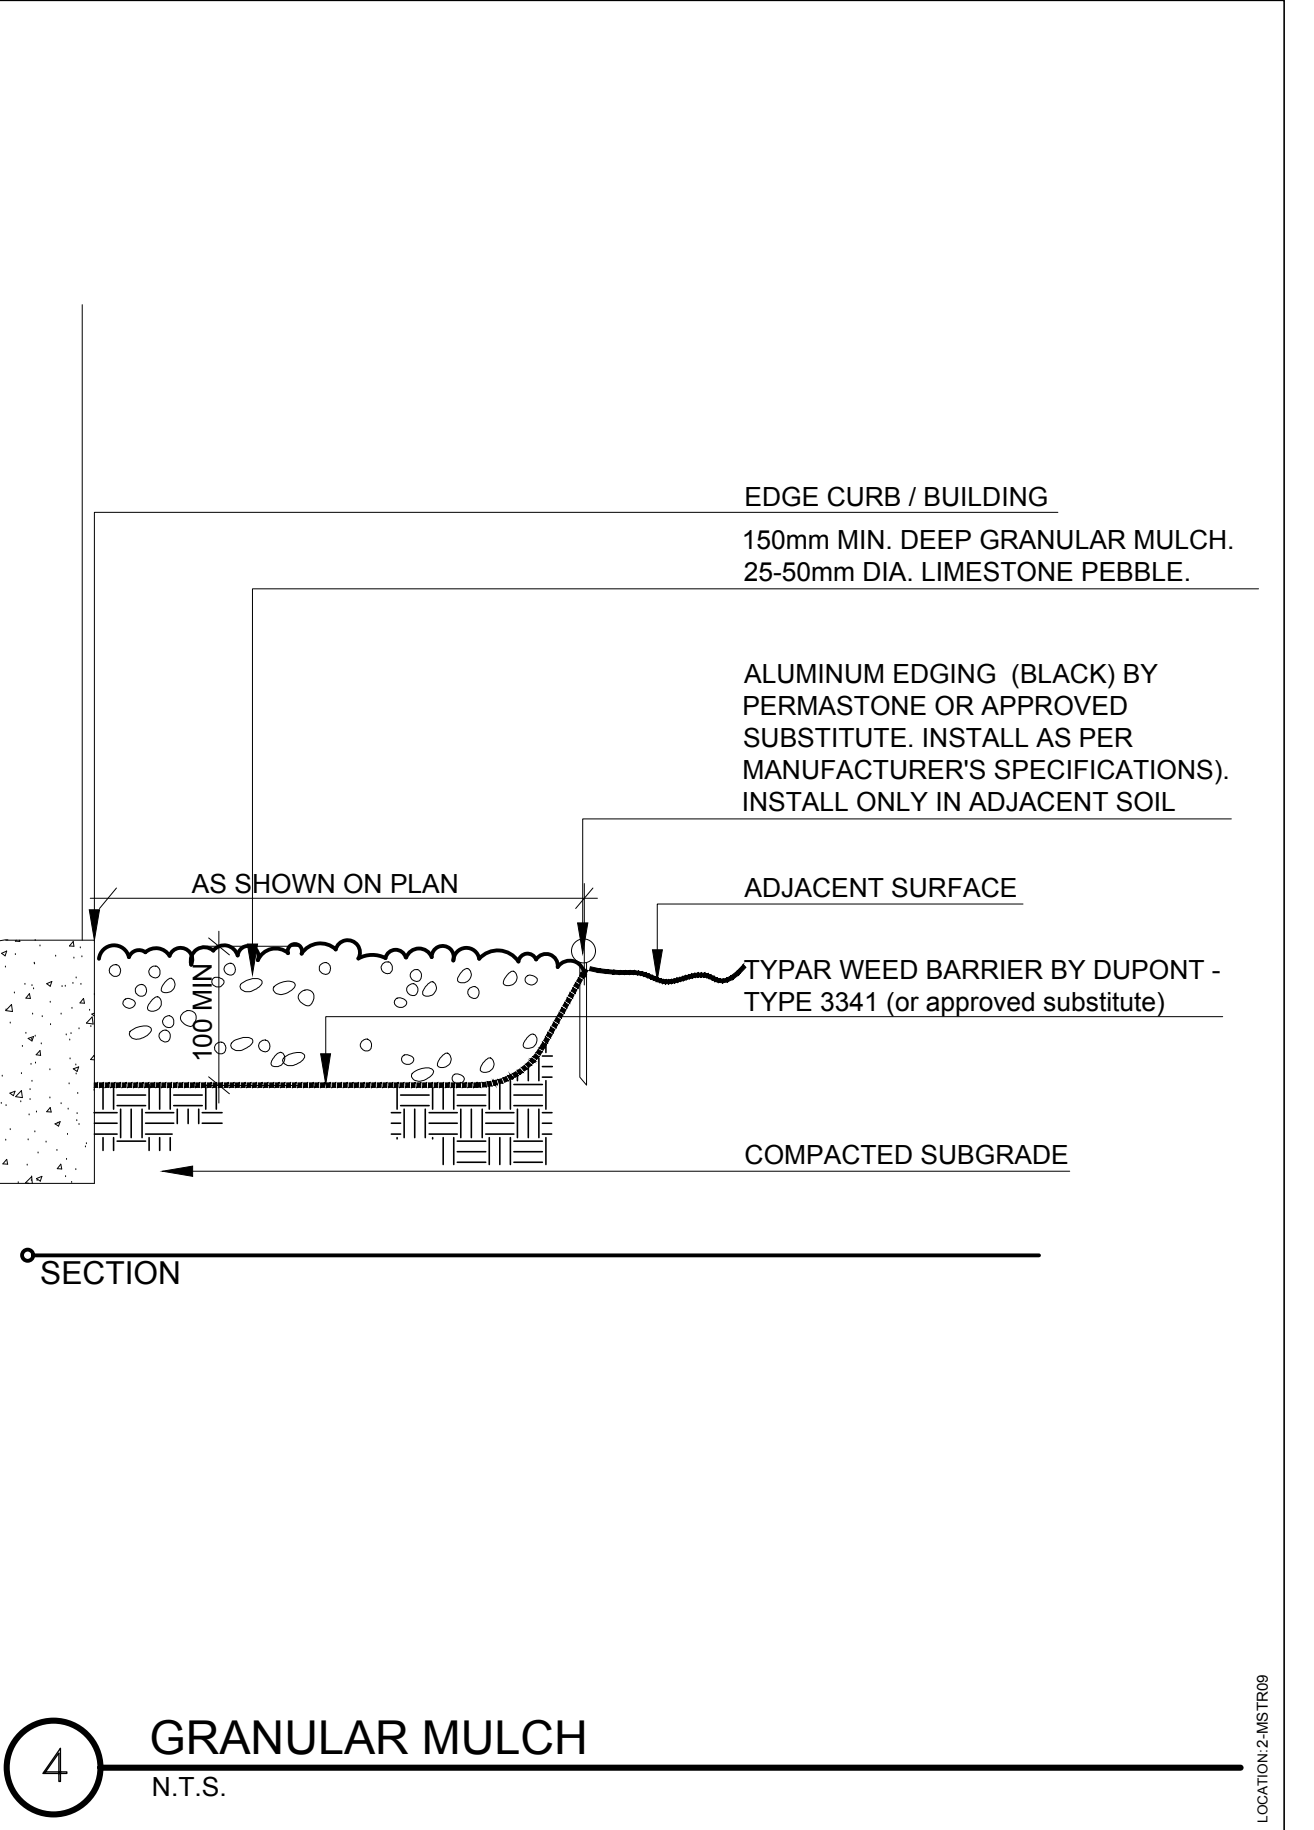 EDGE CURB / BUILDING
150mm MIN. DEEP GRANULAR MULCH.
25-50mm DIA. LIMESTONE PEBBLE.
ALUMINUM EDGING (BLACK) BY
PERMASTONE OR APPROVED
SUBSTITUTE. INSTALL AS PER
MANUFACTURER'S SPECIFICATIONS).
INSTALL ONLY IN ADJACENT SOIL
AS SHOWN ON PLAN
ADJACENT SURFACE
100 MIN
TYPAR WEED BARRIER BY DUPONT -
TYPE 3341 (or approved substitute)
COMPACTED SUBGRADE
SECTION
4
GRANULAR MULCH
N.T.S.
LOCATION:2-MSTR09